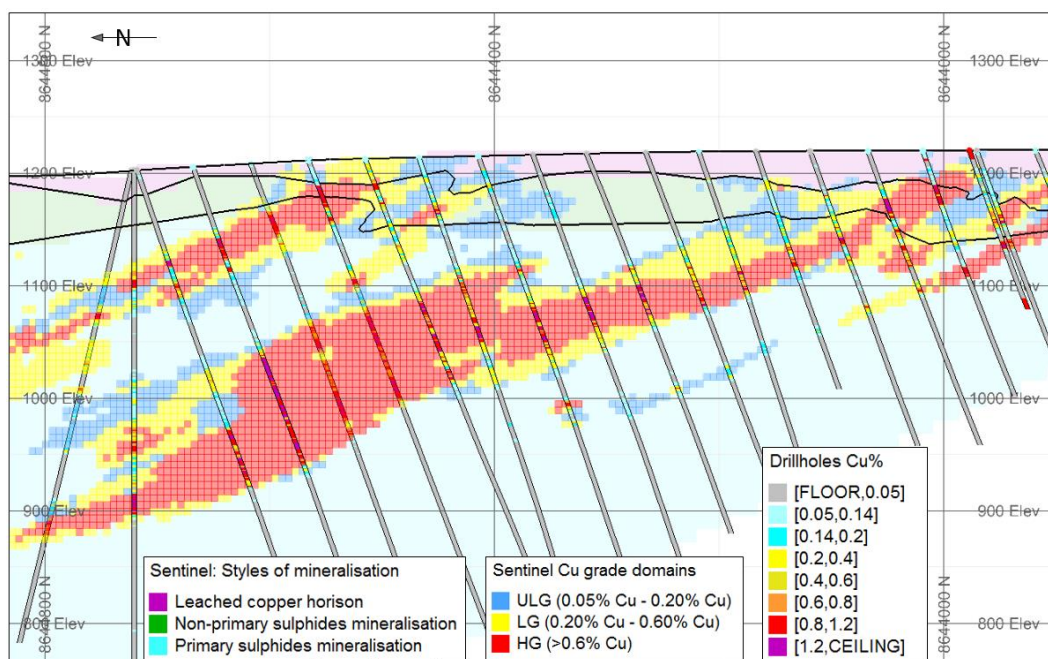 N
8644800 N
8644400 N
8644000 N
1300 Elev
1300 Elev
1200 Elev
1200 Elev
1100 Elev
1100 Elev
1000 Elev
1000 Elev
900 Elev
900 Elev
800 Elev
800 Elev
8644800 N
Sentinel: Styles of mineralisation
Leached copper horison
Non-primary sulphides mineralisation
Primary sulphides mineralisation
Sentinel Cu grade domains
ULG (0.05% Cu - 0.20% Cu)
LG (0.20% Cu - 0.60% Cu)
HG (>0.6% Cu)
Drillholes Cu%
[FLOOR,0.05]
[0.05,0.14]
[0.14,0.2]
[0.2,0.4]
[0.4,0.6]
[0.6,0.8]
[0.8,1.2]
[1.2,CEILING]
8644000 N